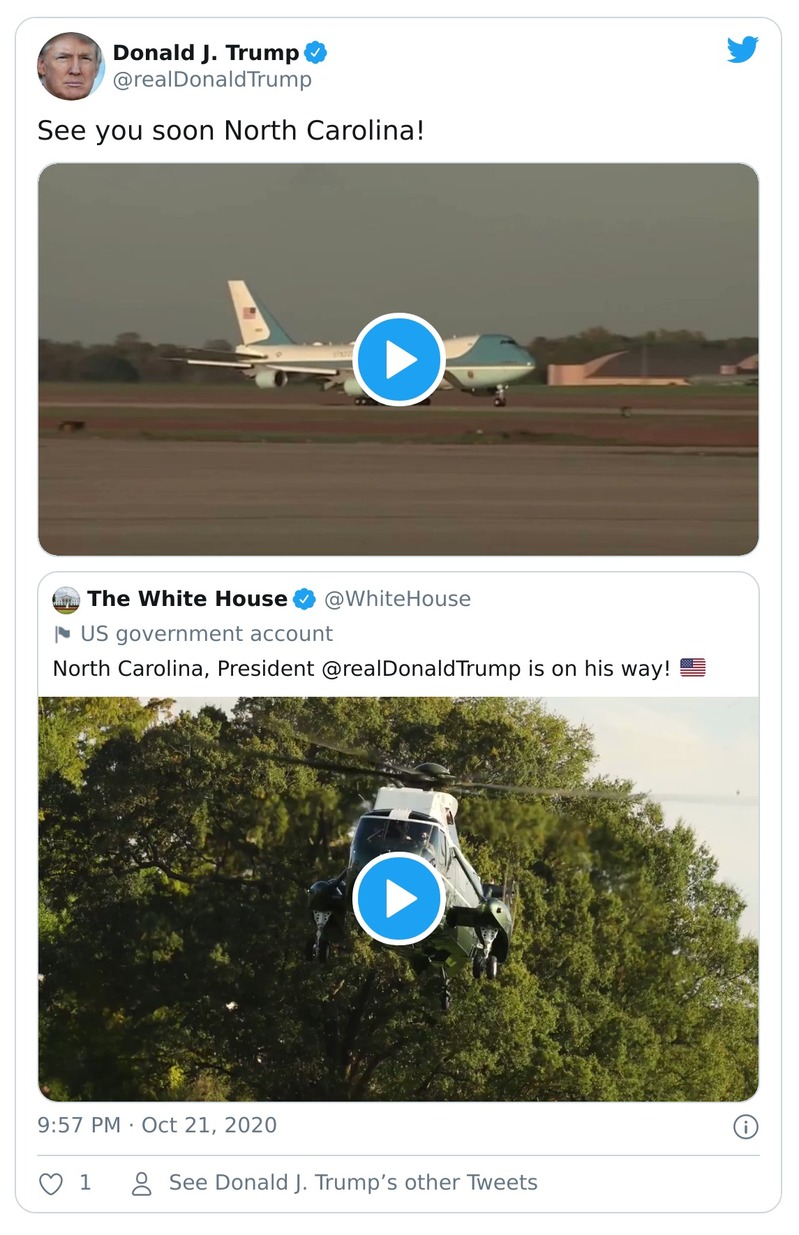 Donald J. Trump
@realDonaldTrump
See you soon North Carolina!
The White House @WhiteHouse
US government account
North Carolina, President @realDonaldTrump is on his way! 🇺🇸
9:57 PM · Oct 21, 2020
1 See Donald J. Trump’s other Tweets